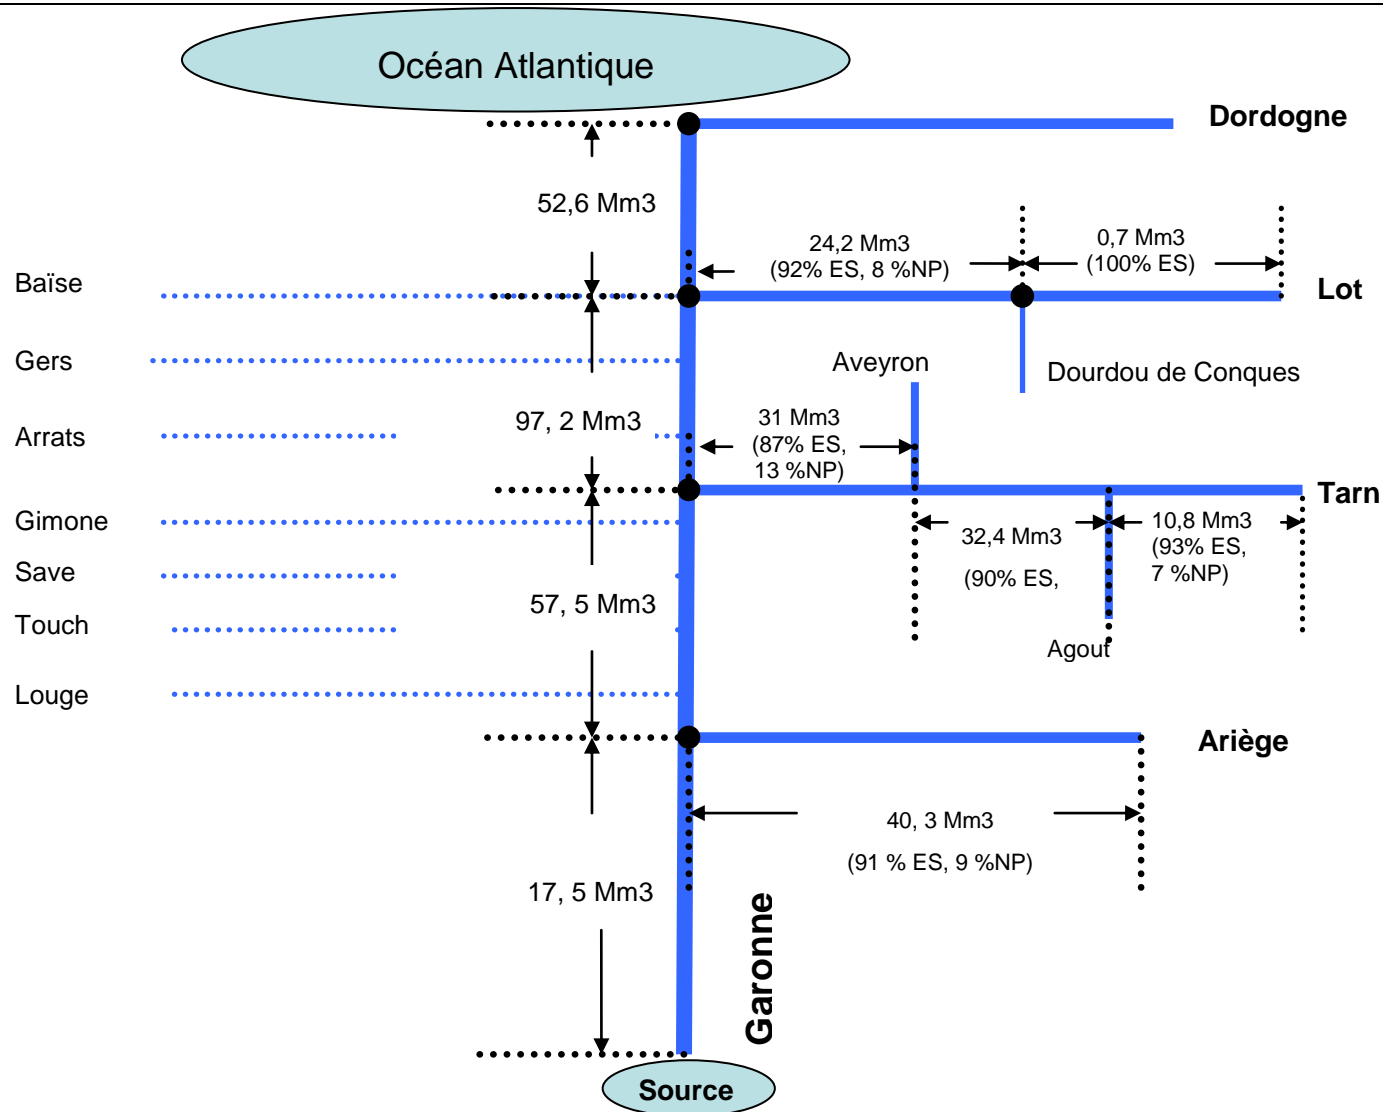 Océan Atlantique
Dordogne
52,6 Mm3
24,2 Mm3
(92% ES, 8 %NP)
0,7 Mm3
(100% ES)
Baïse
Lot
Gers
Aveyron
Dourdou de Conques
Arrats
97, 2 Mm3
31 Mm3
(87% ES,
13 %NP)
Tarn
Gimone
32,4 Mm3
(90% ES,
10,8 Mm3
(93% ES,
7 %NP)
Save
57, 5 Mm3
Touch
Agout
Louge
Ariège
40, 3 Mm3
(91 % ES, 9 %NP)
17, 5 Mm3
Garonne
Source